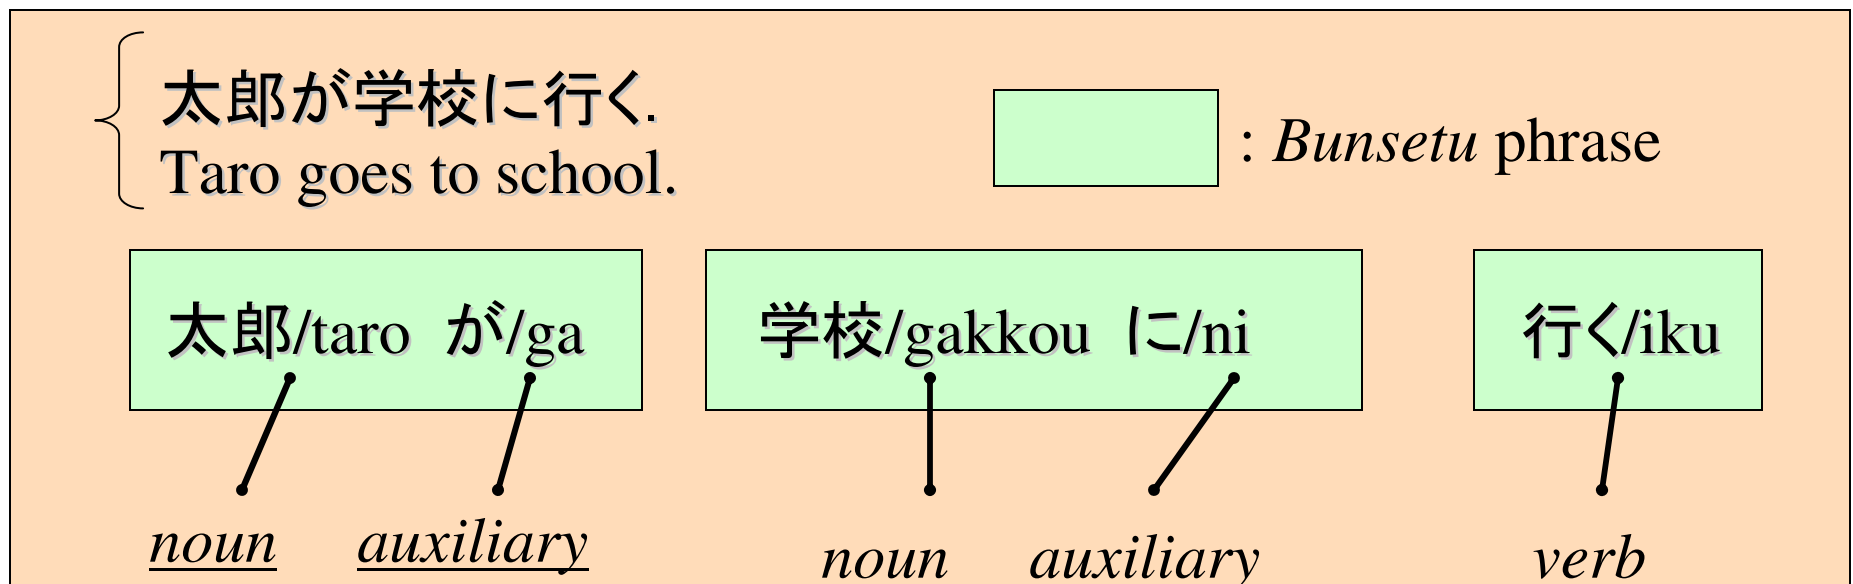 太郎が学校に行く.
Taro goes to school.
: Bunsetu phrase
太郎/taro が/ga 学校/gakkou に/ni 行く/iku
noun auxiliary noun auxiliary verb